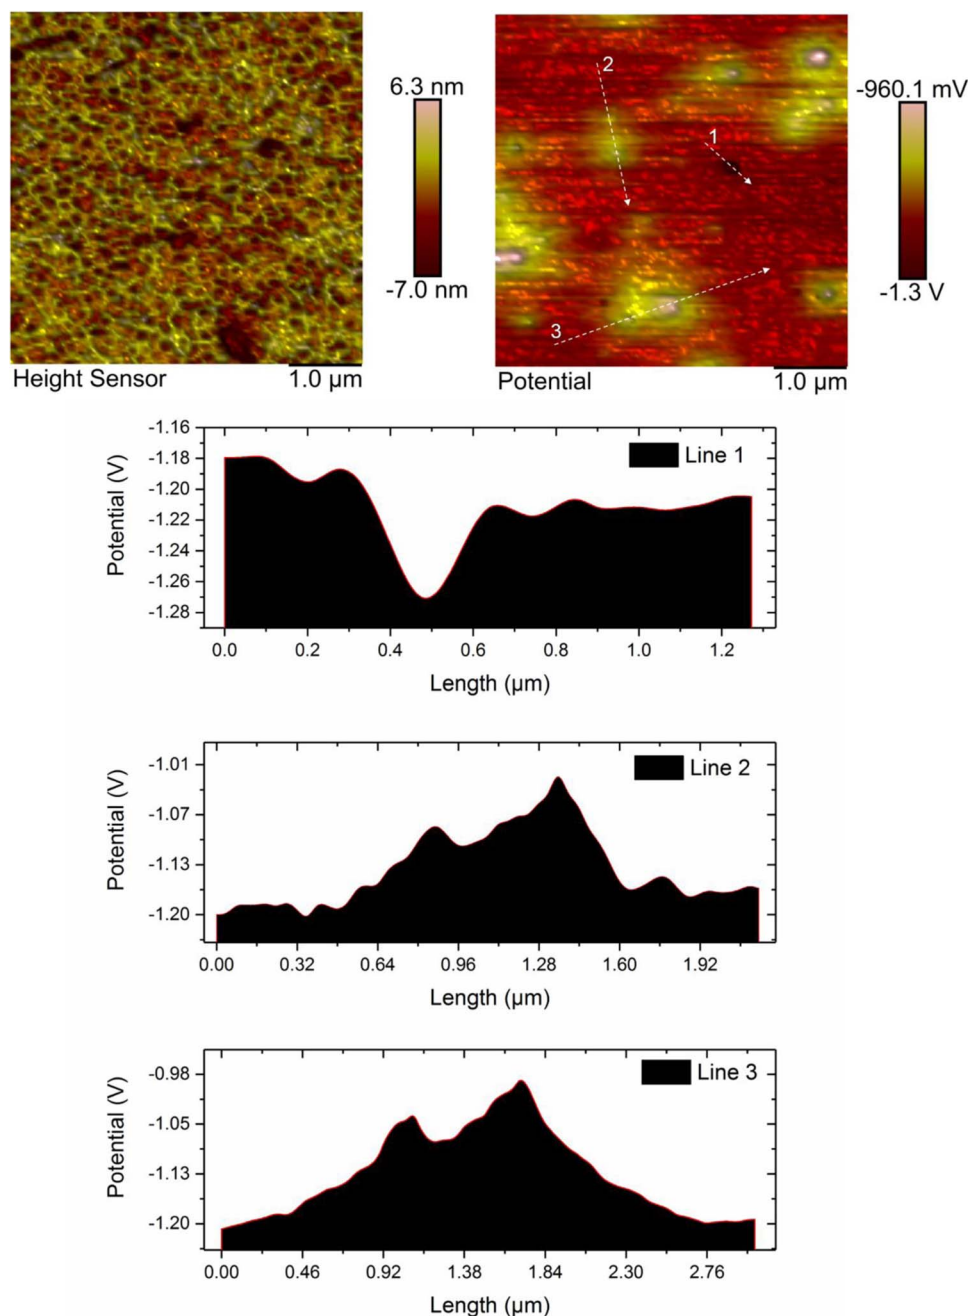 6.3 nm
-7.0 nm
Height Sensor
1.0 µm
2
1
3
-960.1 mV
-1.3 V
Potential
1.0 µm
Line 1
Potential (V)
-1.16
-1.18
-1.20
-1.22
-1.24
-1.26
-1.28
0.0 0.2 0.4 0.6 0.8 1.0 1.2
Length (µm)
Line 2
Potential (V)
-1.01
-1.07
-1.13
-1.20
0.00 0.32 0.64 0.96 1.28 1.60 1.92
Length (µm)
Line 3
Potential (V)
-0.98
-1.05
-1.13
-1.20
0.00 0.46 0.92 1.38 1.84 2.30 2.76
Length (µm)